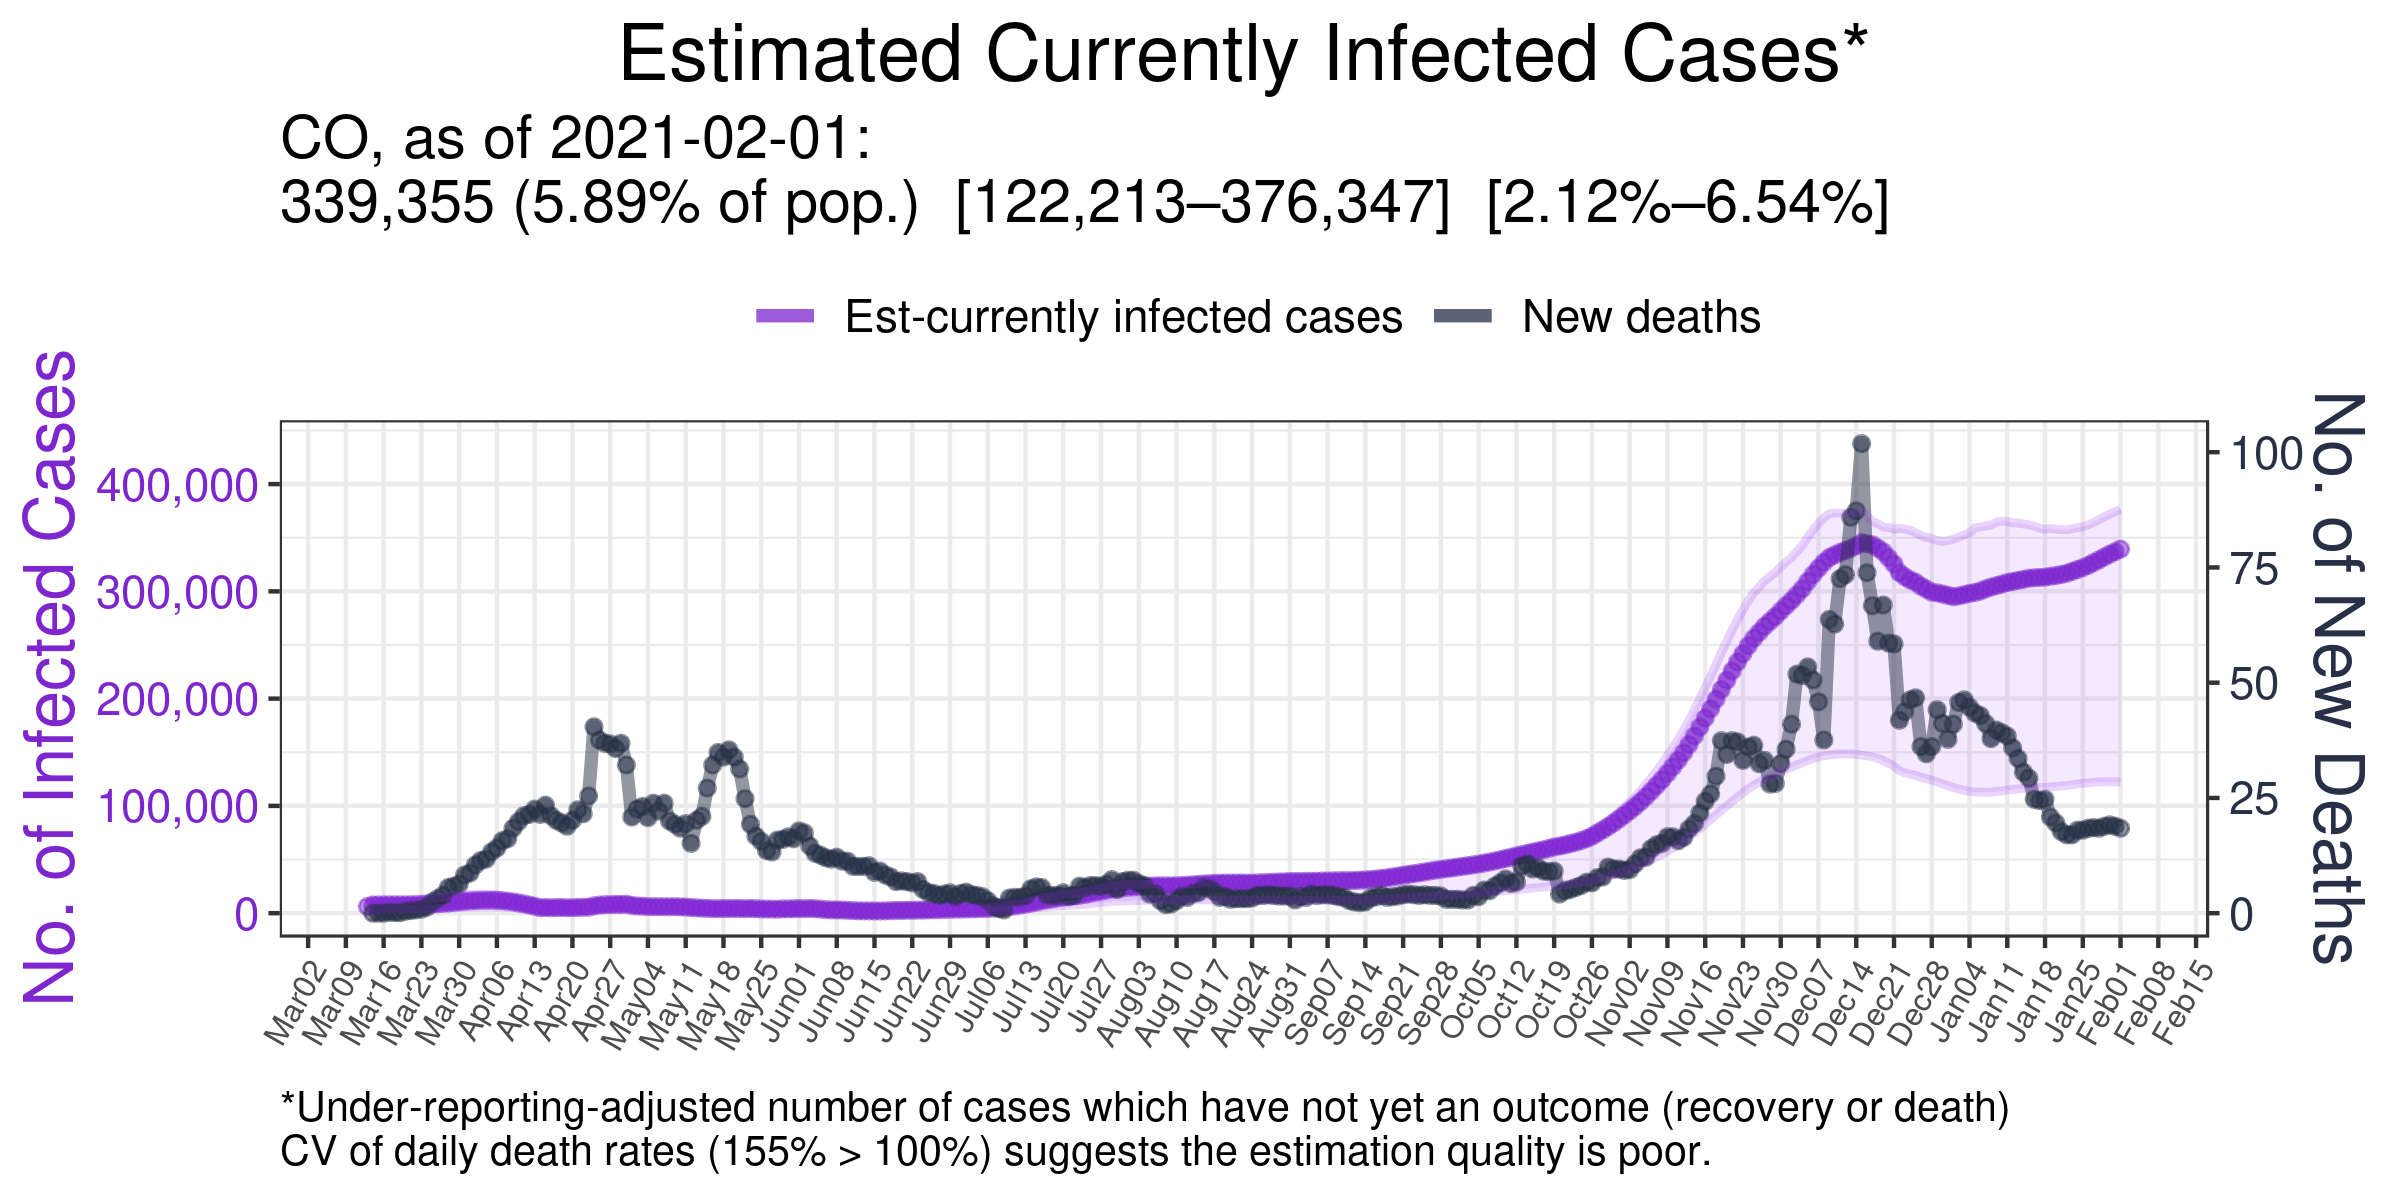 Estimated Currently Infected Cases*
CO, as of 2021-02-01:
339,355 (5.89% of pop.)  [122,213–376,347]  [2.12%–6.54%]
Est-currently infected cases
New deaths
No. of Infected Cases
400,000
300,000
200,000
100,000
0
No. of New Deaths
100
75
50
25
0
Mar02
Mar09
Mar16
Mar23
Mar30
Apr06
Apr13
Apr20
Apr27
May04
May11
May18
May25
Jun01
Jun08
Jun15
Jun22
Jun29
Jul06
Jul13
Jul20
Jul27
Aug03
Aug10
Aug17
Aug24
Aug31
Sep07
Sep14
Sep21
Sep28
Oct05
Oct12
Oct19
Oct26
Nov02
Nov09
Nov16
Nov23
Nov30
Dec07
Dec14
Dec21
Dec28
Jan04
Jan11
Jan18
Jan25
Feb01
Feb08
Feb15
*Under-reporting-adjusted number of cases which have not yet an outcome (recovery or death)
CV of daily death rates (155% > 100%) suggests the estimation quality is poor.